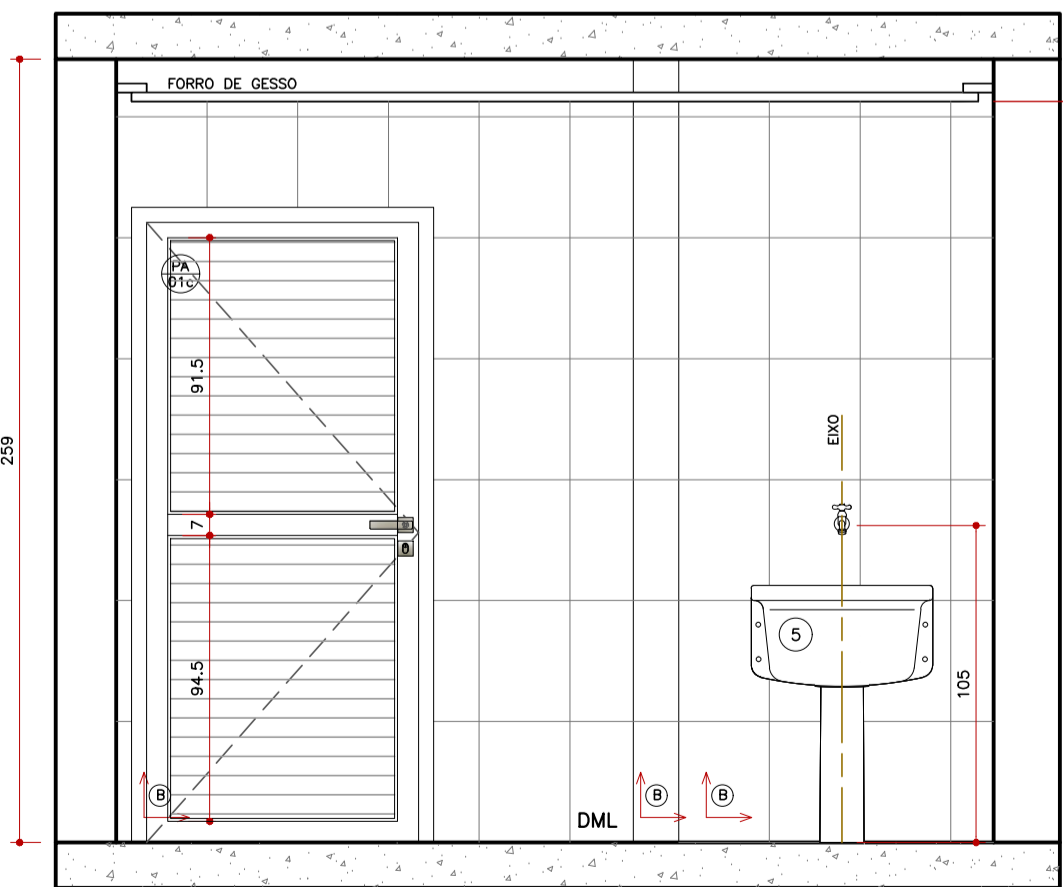 FORRO DE GESSO
PA
01c
91.5
259
EIXO
7
5
94.5
105
B
B
B
DML